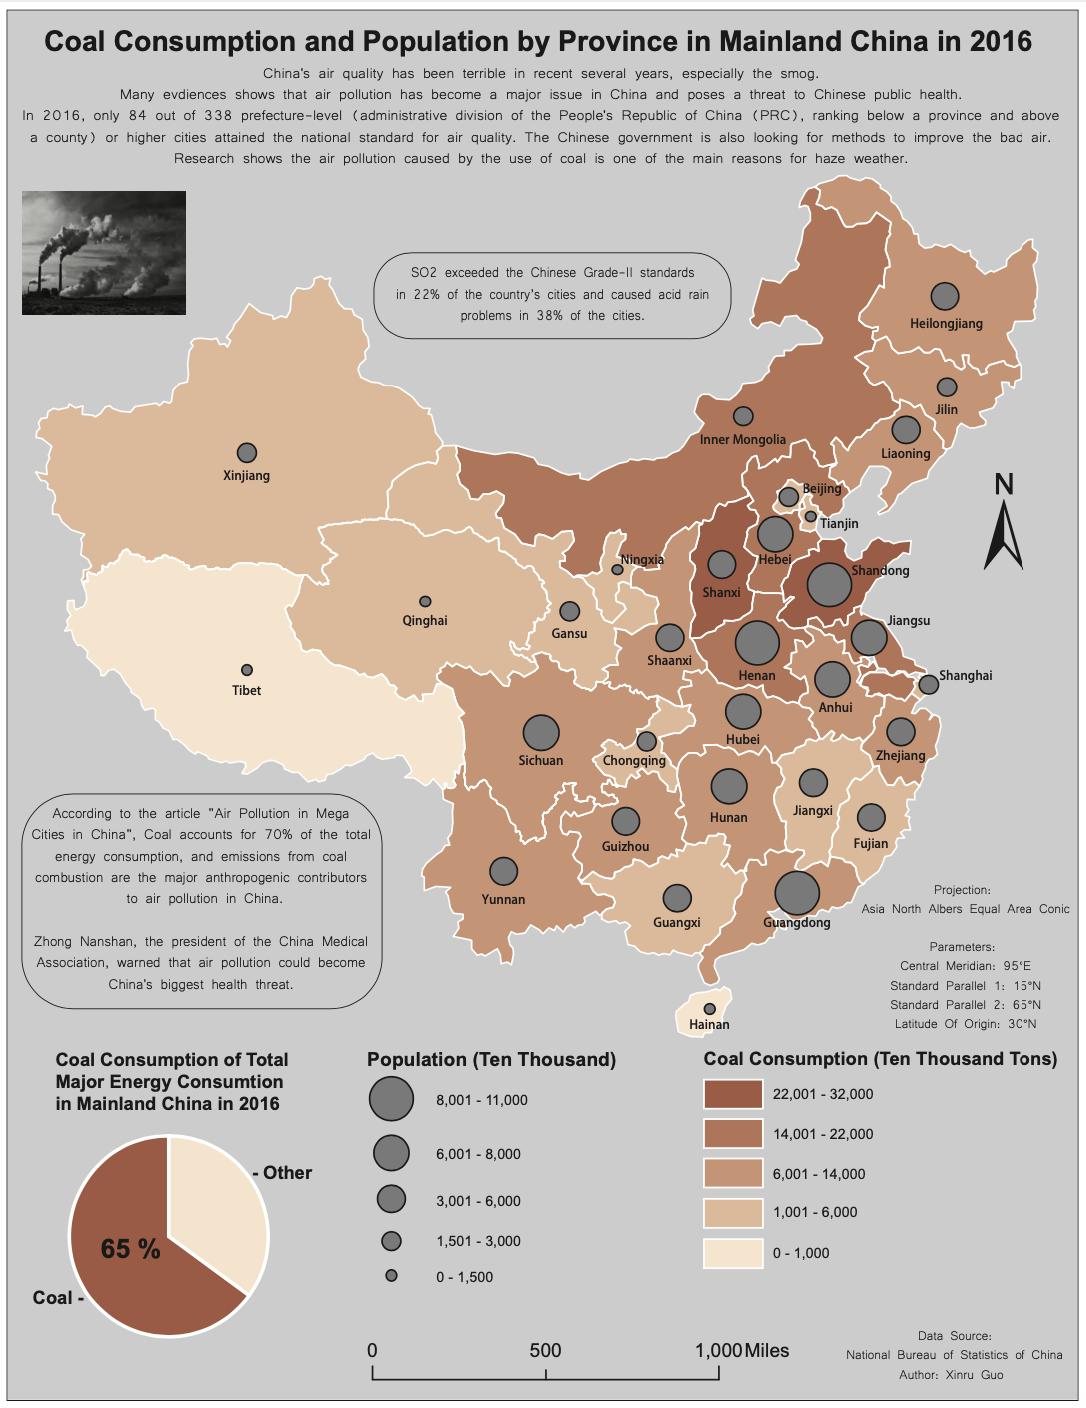 Coal Consumption and Population by Province in Mainland China in 2016
China's air quality has been terrible in recent several years, especially the smog.
Many evdiences shows that air pollution has become a major issue in China and poses a threat to Chinese public health.
In 2016, only 84 out of 338 prefecture-level (administrative division of the People's Republic of China (PRC), ranking below a province and above
a county) or higher cities attained the national standard for air quality. The Chinese government is also looking for methods to improve the bad air.
Research shows the air pollution caused by the use of coal is one of the main reasons for haze weather.
SO2 exceeded the Chinese Grade-II standards
in 22% of the country's cities and caused acid rain
problems in 38% of the cities.
Heilongjiang
Jilin
Inner Mongolia
Liaoning
Xinjiang
N
Beijing
Tianjin
Ningxia
Hebei
Shandong
Shanxi
Qinghai
Gansu
Jiangsu
Shaanxi
Henan
Shanghai
Tibet
Anhui
Hubei
Zhejiang
Sichuan
Chongqing
Jiangxi
Hunan
Fujian
Guizhou
Yunnan
Guangxi
Guangdong
Hainan
According to the article "Air Pollution in Mega
Cities in China", Coal accounts for 70% of the total
energy consumption, and emissions from coal
combustion are the major anthropogenic contributors
to air pollution in China.
Zhong Nanshan, the president of the China Medical
Association, warned that air pollution could become
China's biggest health threat.
Projection:
Asia North Albers Equal Area Conic
Parameters:
Central Meridian: 95°E
Standard Parallel 1: 15°N
Standard Parallel 2: 65°N
Latitude Of Origin: 30°N
Coal Consumption of Total
Major Energy Consumtion
in Mainland China in 2016
- Other
65 %
Coal -
Population (Ten Thousand)
8,001 - 11,000
6,001 - 8,000
3,001 - 6,000
1,501 - 3,000
0 - 1,500
Coal Consumption (Ten Thousand Tons)
22,001 - 32,000
14,001 - 22,000
6,001 - 14,000
1,001 - 6,000
0 - 1,000
0 500 1,000 Miles
Data Source:
National Bureau of Statistics of China
Author: Xinru Guo